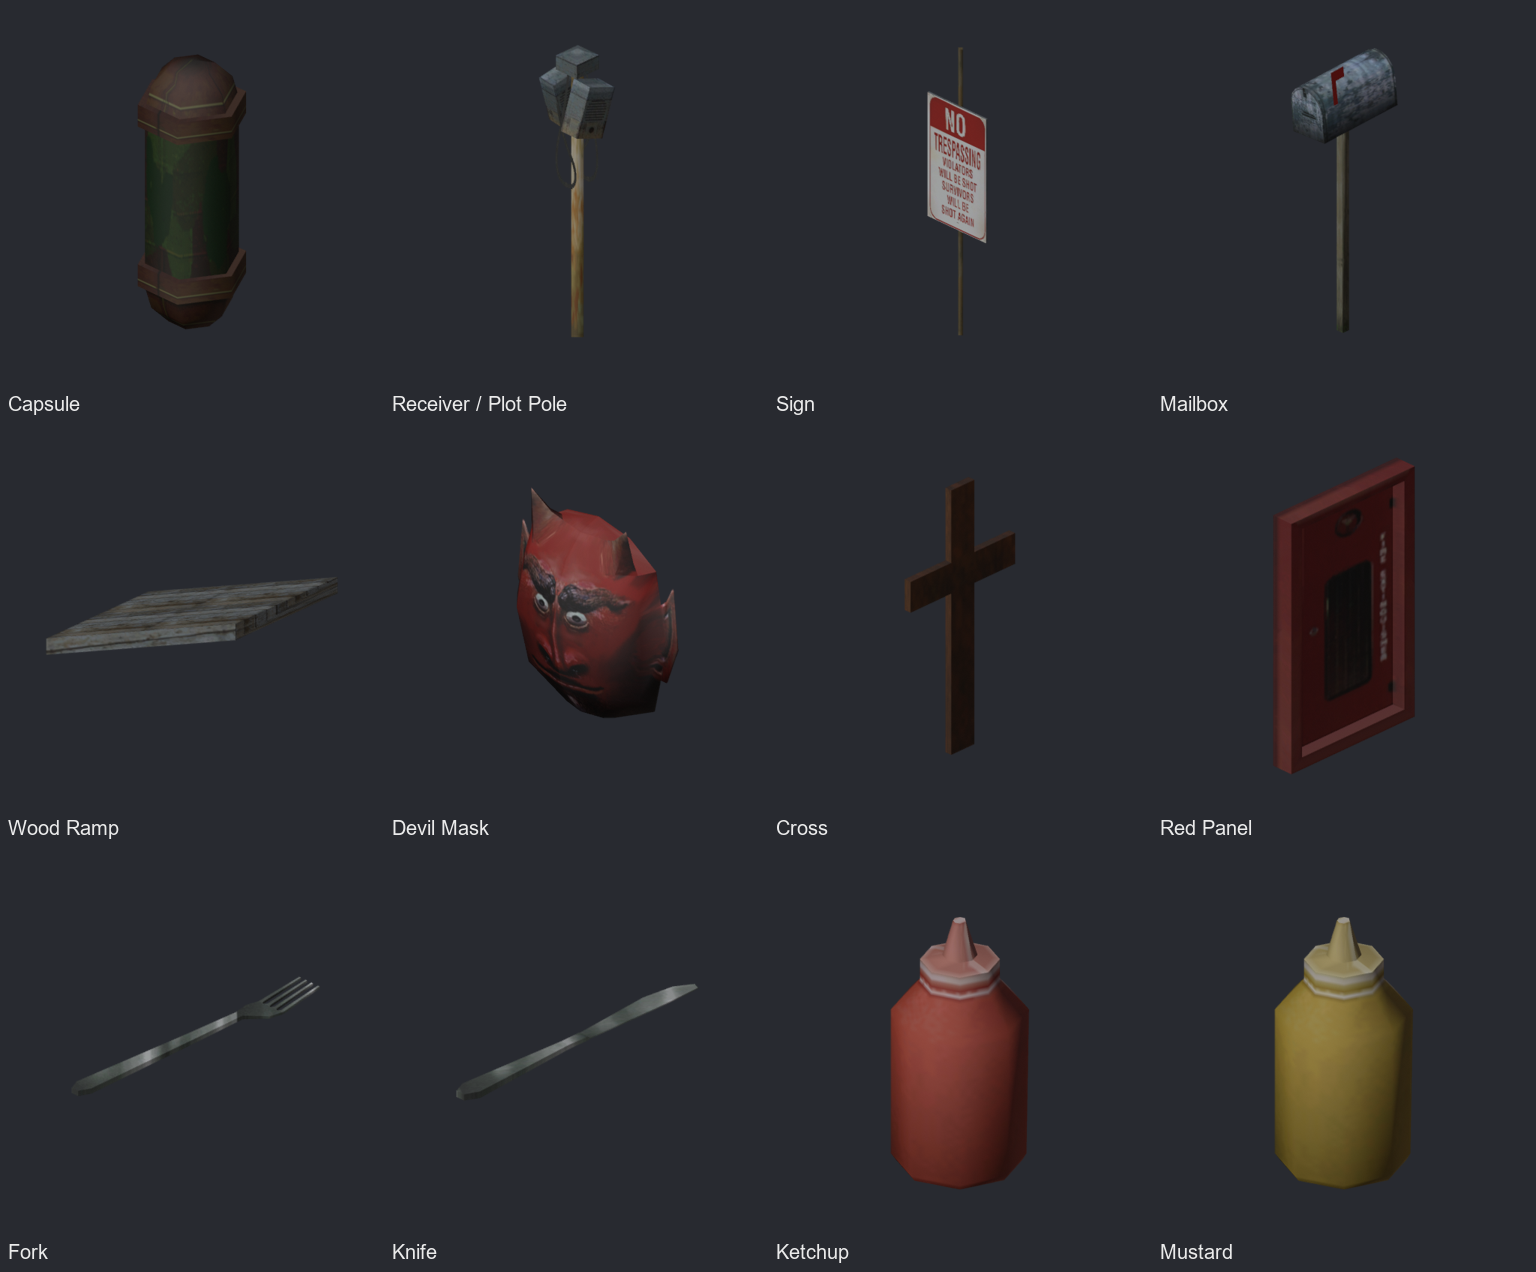 NO
TRESPASSING
VIOLATORS
WILL BE SHOT
SURVIVORS
WILL BE
SHOT AGAIN
Capsule
Receiver / Plot Pole
Sign
Mailbox
Wood Ramp
Devil Mask
Cross
Red Panel
Fork
Knife
Ketchup
Mustard